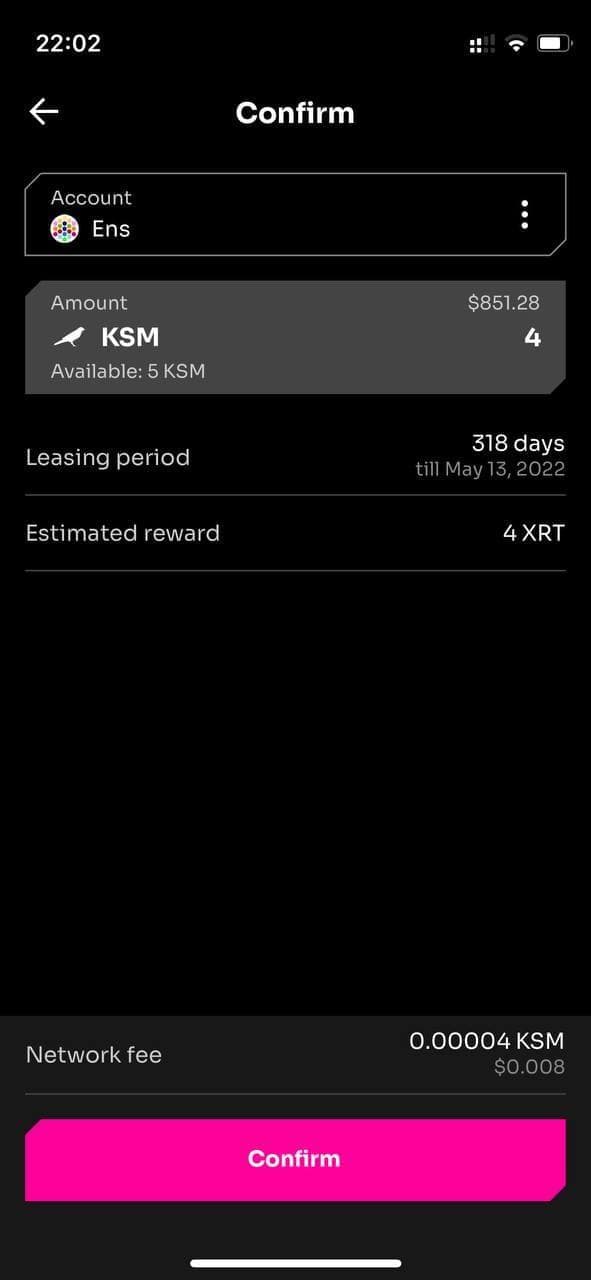 22:02
Confirm
Account
Ens
Amount $851.28
KSM 4
Available: 5 KSM
Leasing period 318 days
till May 13, 2022
Estimated reward 4 XRT
Network fee 0.00004 KSM
$0.008
Confirm